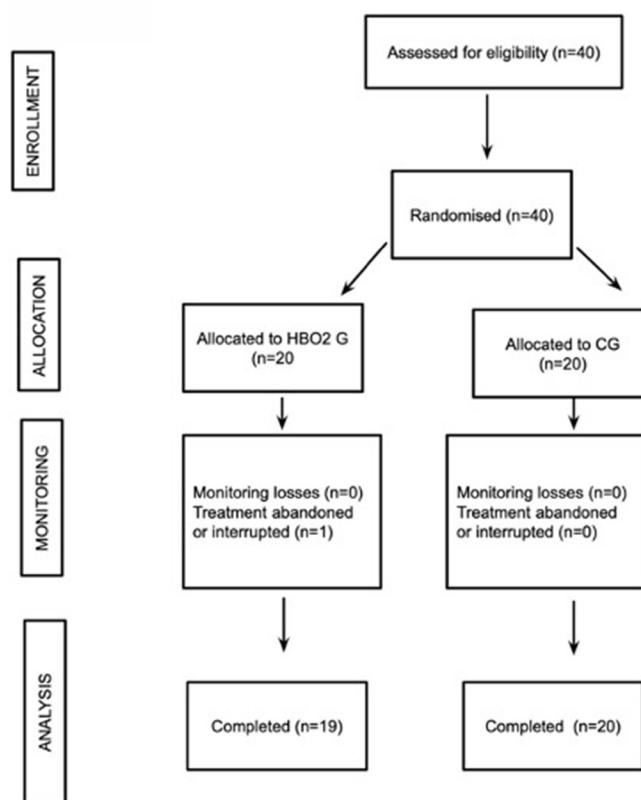 ENROLLMENT
Assessed for eligibility (n=40)
Randomised (n=40)
ALLOCATION
Allocated to HBO2 G
(n=20
Allocated to CG
(n=20)
MONITORING
Monitoring losses (n=0)
Treatment abandoned
or interrupted (n=1)
Monitoring losses (n=0)
Treatment abandoned
or interrupted (n=0)
ANALYSIS
Completed (n=19)
Completed (n=20)